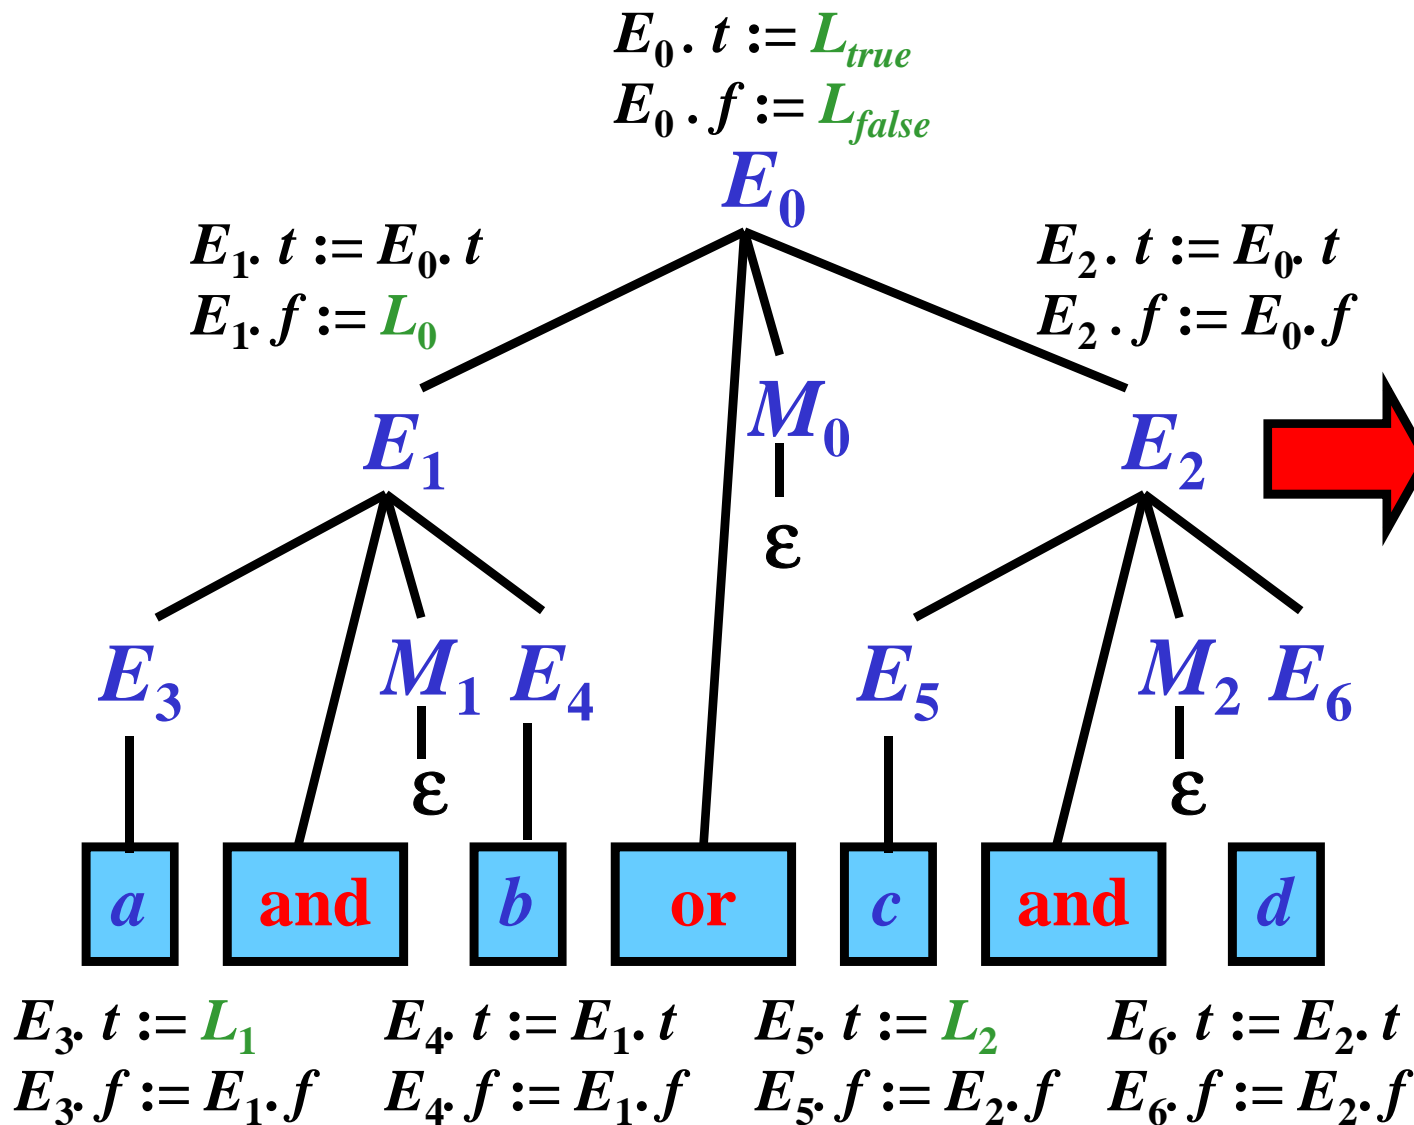 E₀. t := L_true
E₀. f := L_false
E₀
E₁. t := E₀. t
E₁. f := L₀
E₂. t := E₀. t
E₂. f := E₀. f
M₀
ε
E₁
E₂
E₃ M₁ E₄ E₅ M₂ E₆
ε ε
a and b or c and d
E₃. t := L₁ E₄. t := E₁. t E₅. t := L₂ E₆. t := E₂. t
E₃. f := E₁. f E₄. f := E₁. f E₅. f := E₂. f E₆. f := E₂. f